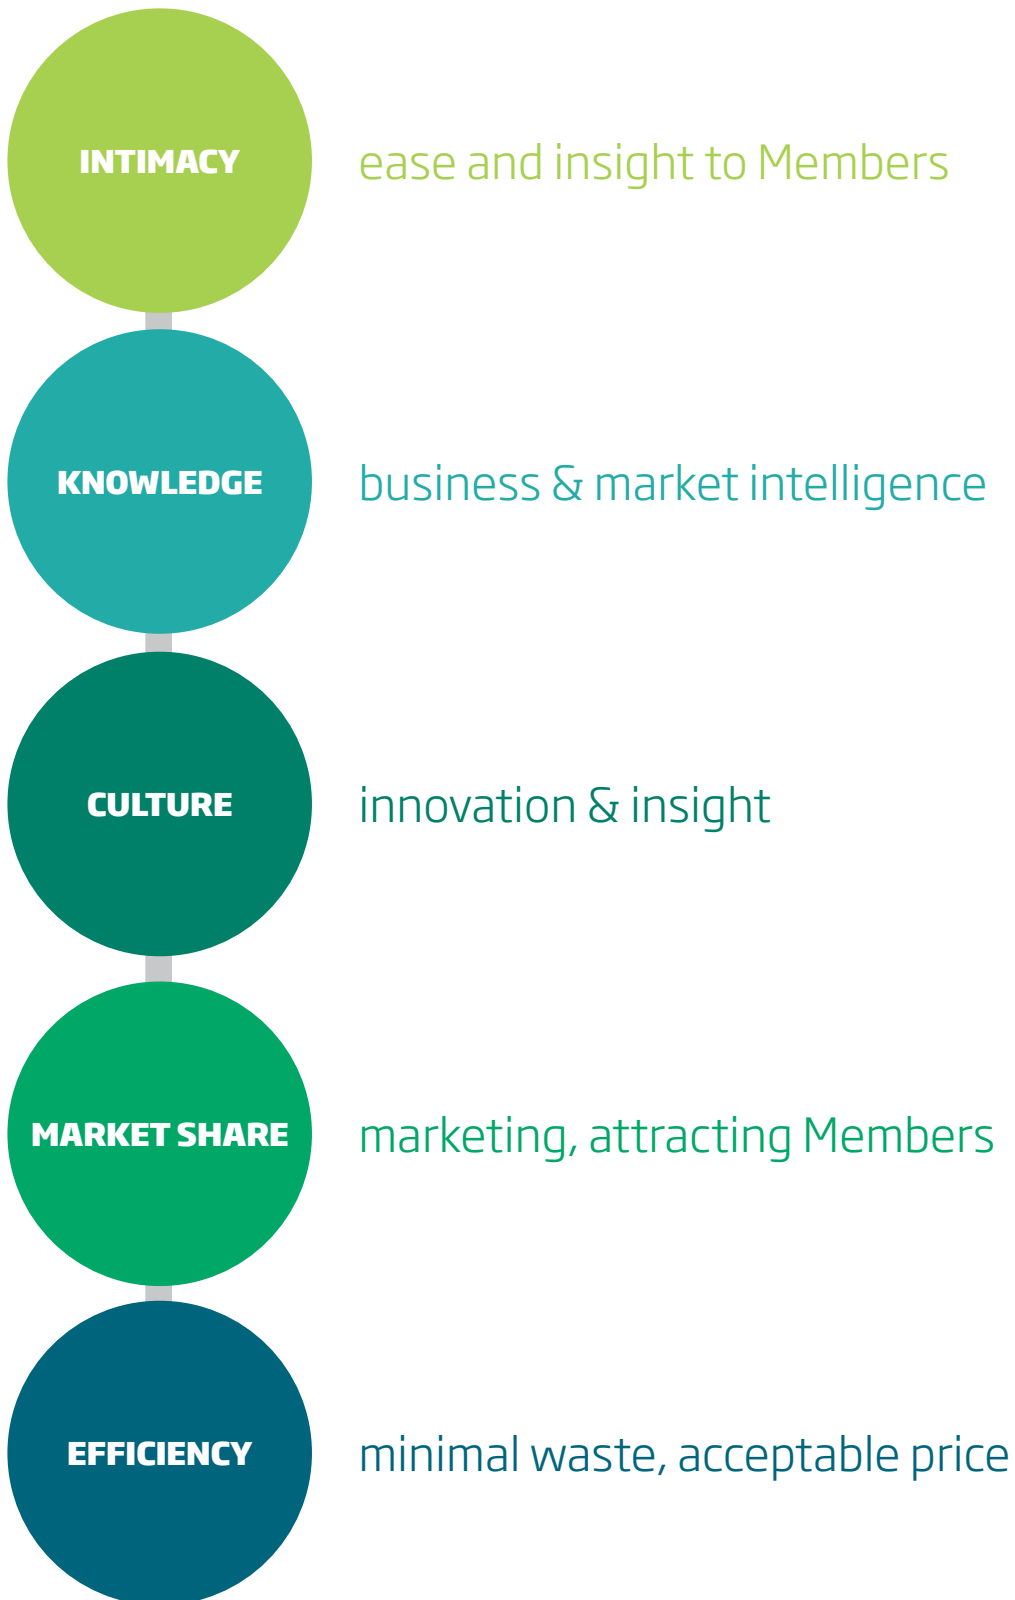 INTIMACY
ease and insight to Members
KNOWLEDGE
business & market intelligence
CULTURE
innovation & insight
MARKET SHARE
marketing, attracting Members
EFFICIENCY
minimal waste, acceptable price